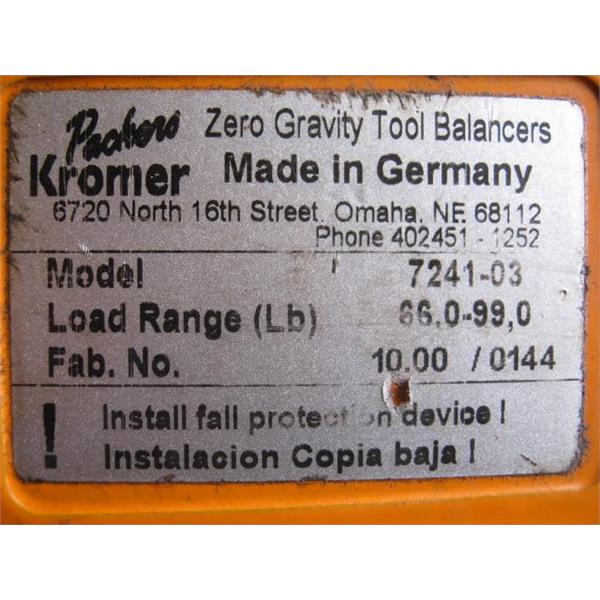 Packers Zero Gravity Tool Balancers
Kromer Made in Germany
6720 North 16th Street. Omaha, NE 68112
Phone 402451 - 1252
Model 7241-03
Load Range (Lb) 66.0-99,0
Fab. No. 10.00 / 0144
! Install fall protection device !
Instalacion Copia baja !